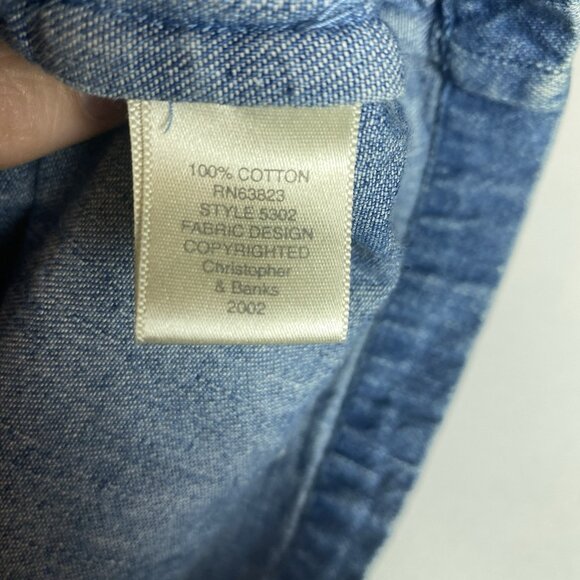 100% COTTON
RN63823
STYLE 5302
FABRIC DESIGN
COPYRIGHTED
Christopher
& Banks
2002